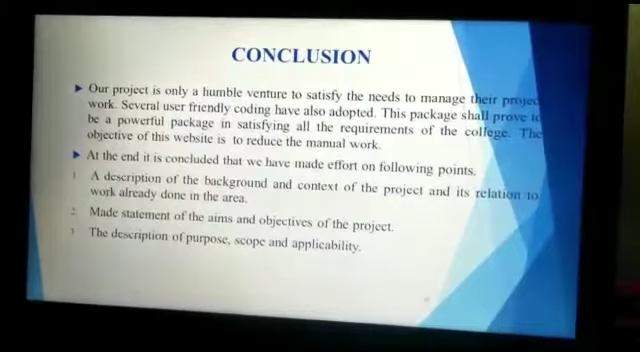 CONCLUSION
Our project is only a humble venture to satisfy the needs to manage their project
work. Several user friendly coding have also adopted. This package shall prove to
be a powerful package in satisfying all the requirements of the college. The
objective of this website is to reduce the manual work.
At the end it is concluded that we have made effort on following points.
1 A description of the background and context of the project and its relation to
work already done in the area.
2 Made statement of the aims and objectives of the project.
3 The description of purpose, scope and applicability.